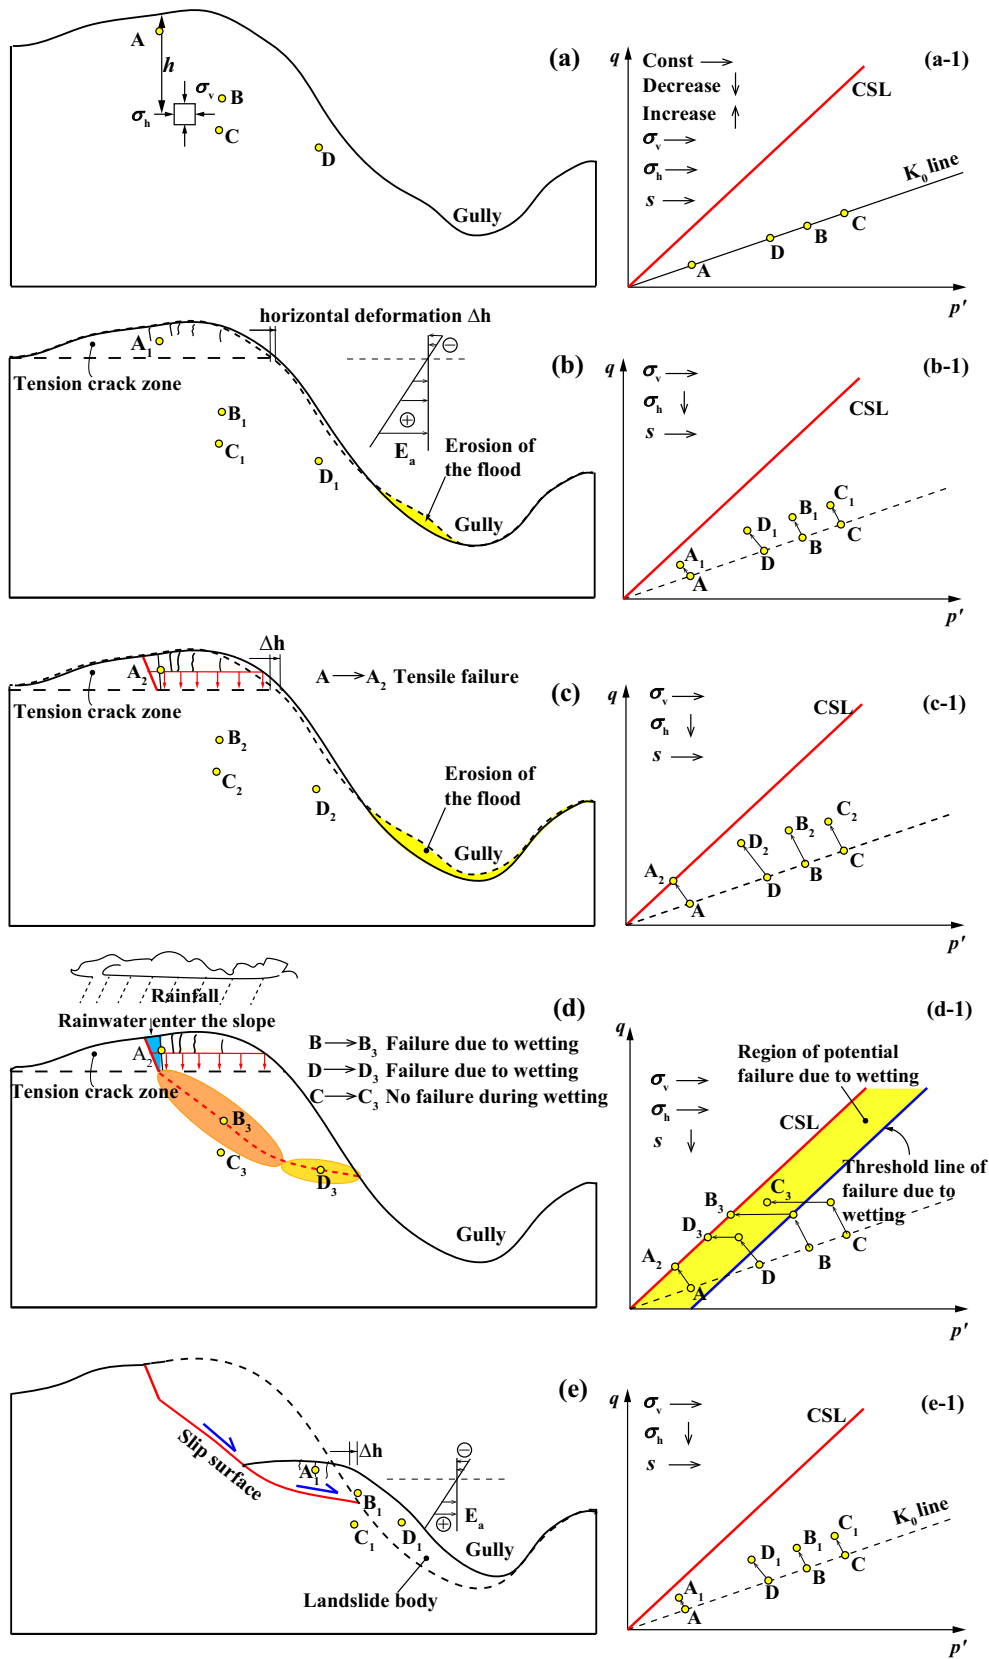 (a)
A
h
σv
σh
B
C
D
Gully
(a-1)
q
Const
Decrease
Increase
σv
σh
s
CSL
K0 line
A
D
B
C
p'
(b)
horizontal deformation Δh
A1
Tension crack zone
B1
C1
D1
−
+
Ea
Erosion of
the flood
Gully
(b-1)
q
σv
σh
s
CSL
A1
A
D1
D
B1
B
C1
C
p'
(c)
Δh
A2
A A2 Tensile failure
Tension crack zone
B2
C2
D2
Erosion of
the flood
Gully
(c-1)
q
σv
σh
s
CSL
A2
A
D2
D
B2
B
C2
C
p'
(d)
Rainfall
Rainwater enter the slope
A2
Tension crack zone
B B3 Failure due to wetting
D D3 Failure due to wetting
C C3 No failure during wetting
B3
C3
D3
Gully
(d-1)
q
Region of potential
failure due to wetting
σv
σh
s
CSL
Threshold line of
failure due to
wetting
C3
B3
D3
A2
A
D
B
C
p'
(e)
Δh
Slip surface
A1
B1
C1
D1
−
+
Ea
Gully
Landslide body
(e-1)
q
σv
σh
s
CSL
K0 line
A1
A
D1
D
B1
B
C1
C
p'